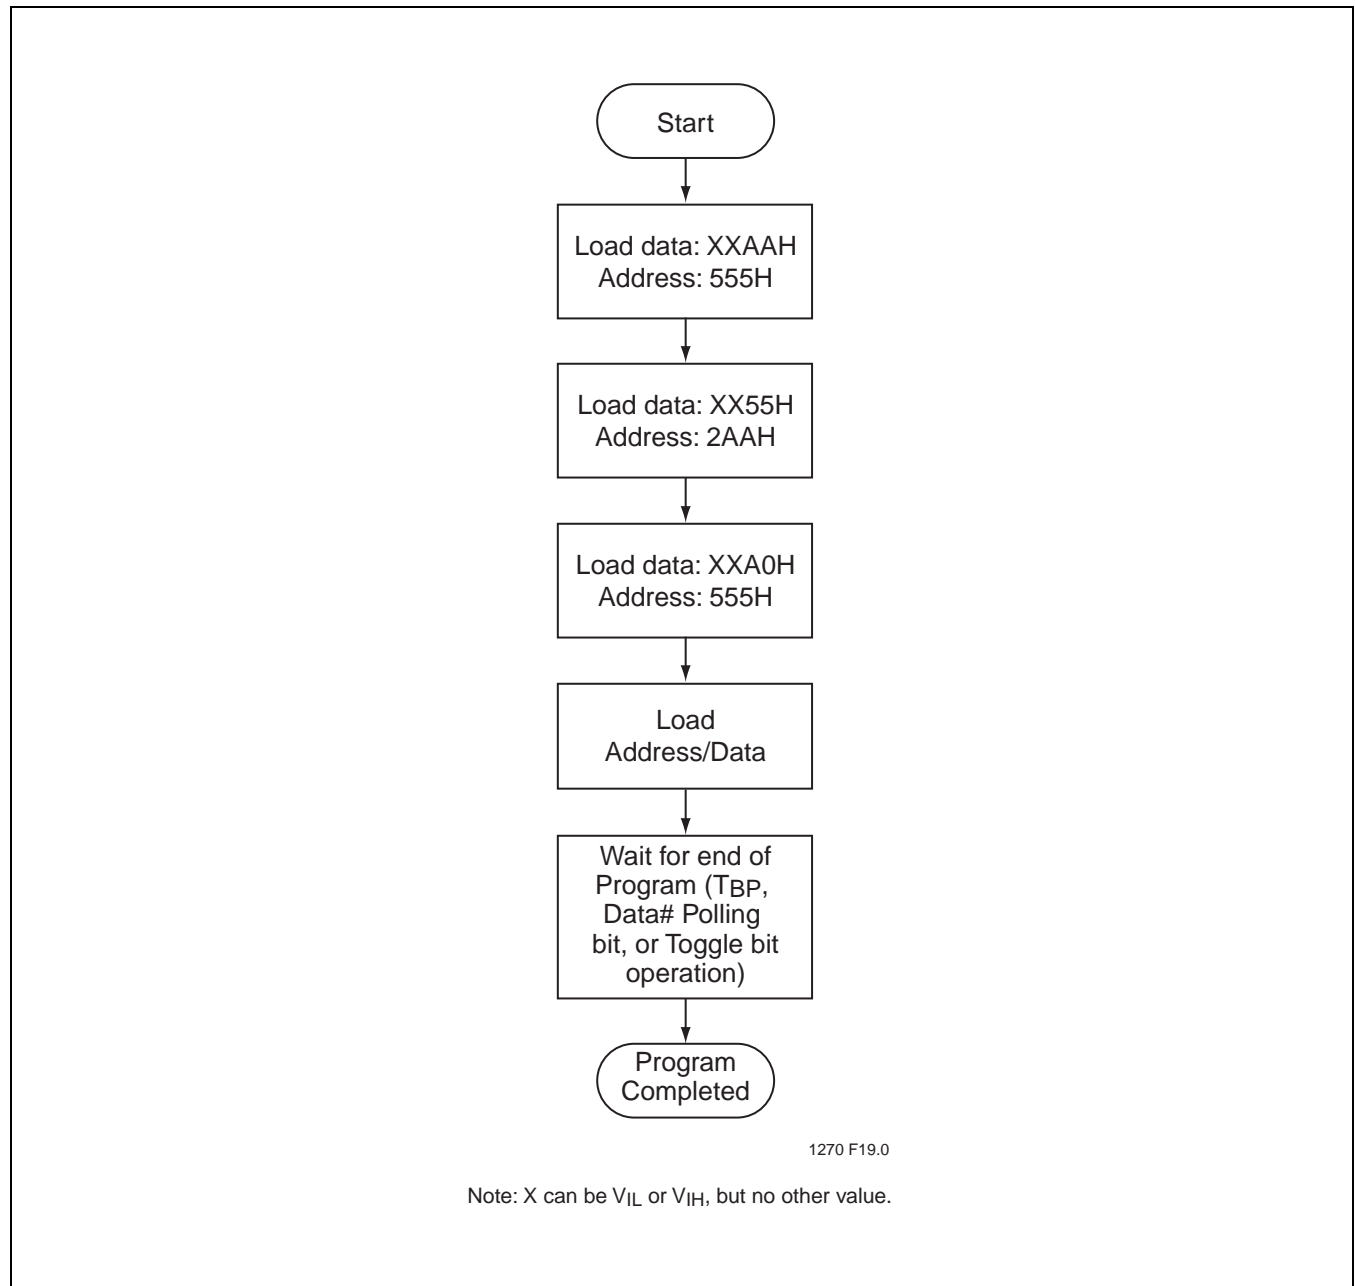 Start
Load data: XXAAH
Address: 555H
Load data: XX55H
Address: 2AAH
Load data: XXA0H
Address: 555H
Load
Address/Data
Wait for end of
Program (TBP,
Data# Polling
bit, or Toggle bit
operation)
Program
Completed
1270 F19.0
Note: X can be VIL or VIH, but no other value.